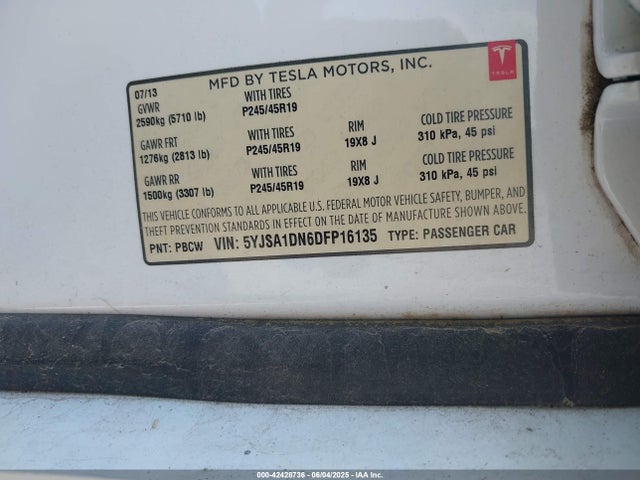 MFD BY TESLA MOTORS, INC.
TESLA
07/13
GVWR WITH TIRES
2590kg (5710 lb) P245/45R19
GAWR FRT WITH TIRES RIM COLD TIRE PRESSURE
1276kg (2813 lb) P245/45R19 19X8 J 310 kPa, 45 psi
GAWR RR WITH TIRES RIM COLD TIRE PRESSURE
1500kg (3307 lb) P245/45R19 19X8 J 310 kPa, 45 psi
THIS VEHICLE CONFORMS TO ALL APPLICABLE U.S. FEDERAL MOTOR VEHICLE SAFETY, BUMPER, AND
THEFT PREVENTION STANDARDS IN EFFECT ON THE DATE OF MANUFACTURE SHOWN ABOVE.
PNT: PBCW VIN: 5YJSA1DN6DFP16135 TYPE: PASSENGER CAR
000-42428736 - 06/04/2025 - IAA Inc.